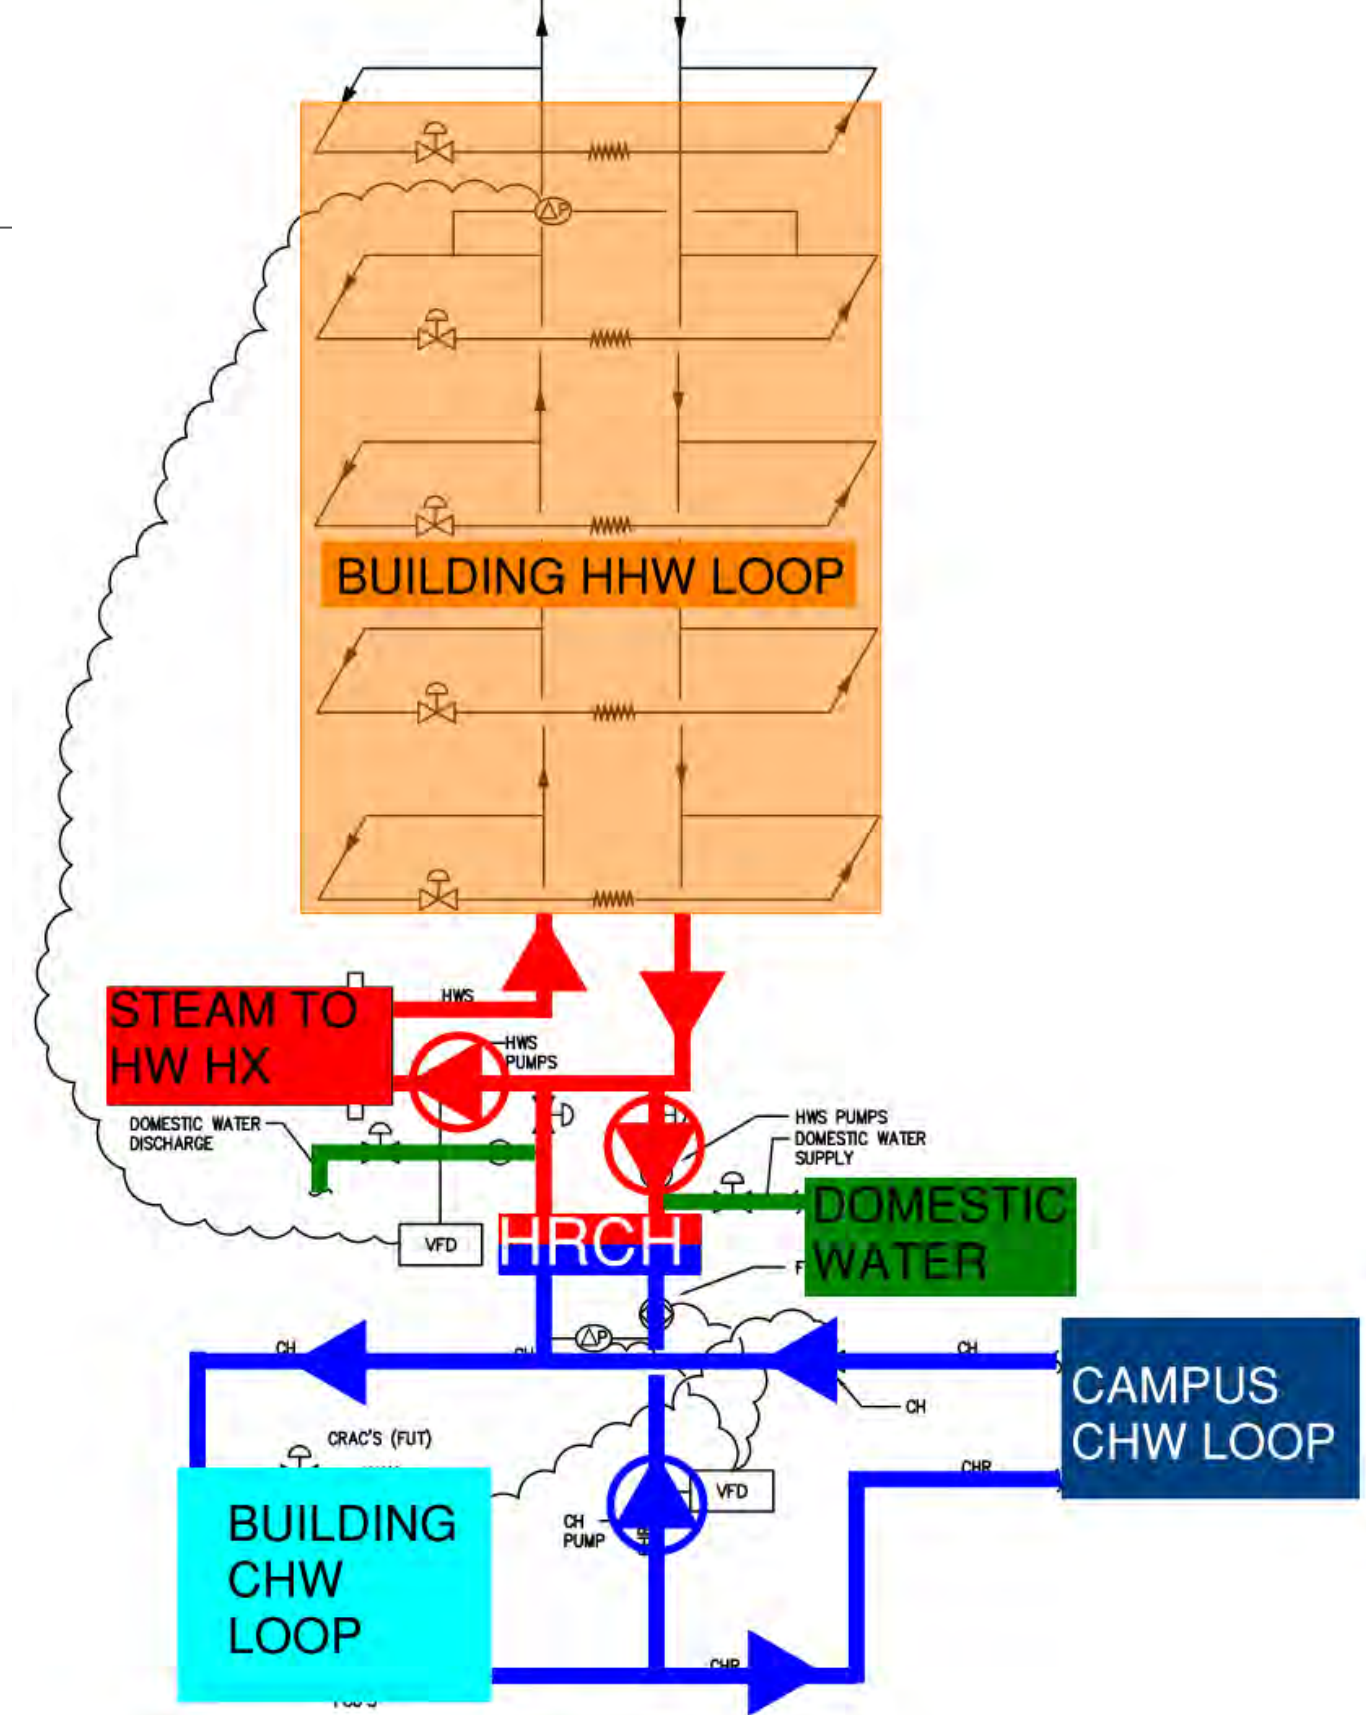 ΔP
BUILDING HHW LOOP
HWS
STEAM TO
HW HX
HWS
PUMPS
DOMESTIC WATER
DISCHARGE
HWS PUMPS
DOMESTIC WATER
SUPPLY
DOMESTIC
WATER
VFD
HRCH
F
ΔP
CH
CH
CH
CAMPUS
CHW LOOP
CRAC'S (FUT)
CHR
VFD
BUILDING
CHW
LOOP
CH
PUMP
CHR